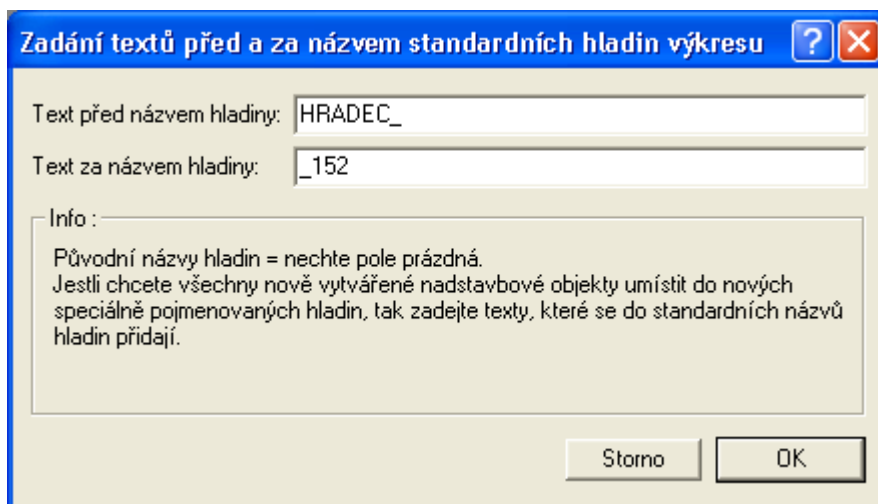 Zadání textů před a za názvem standardních hladin výkresu
Text před názvem hladiny: HRADEC_
Text za názvem hladiny: _152
Info :
Původní názvy hladin = nechte pole prázdná.
Jestli chcete všechny nově vytvářené nadstavbové objekty umístit do nových
speciálně pojmenovaných hladin, tak zadejte texty, které se do standardních názvů
hladin přidají.
Storno OK